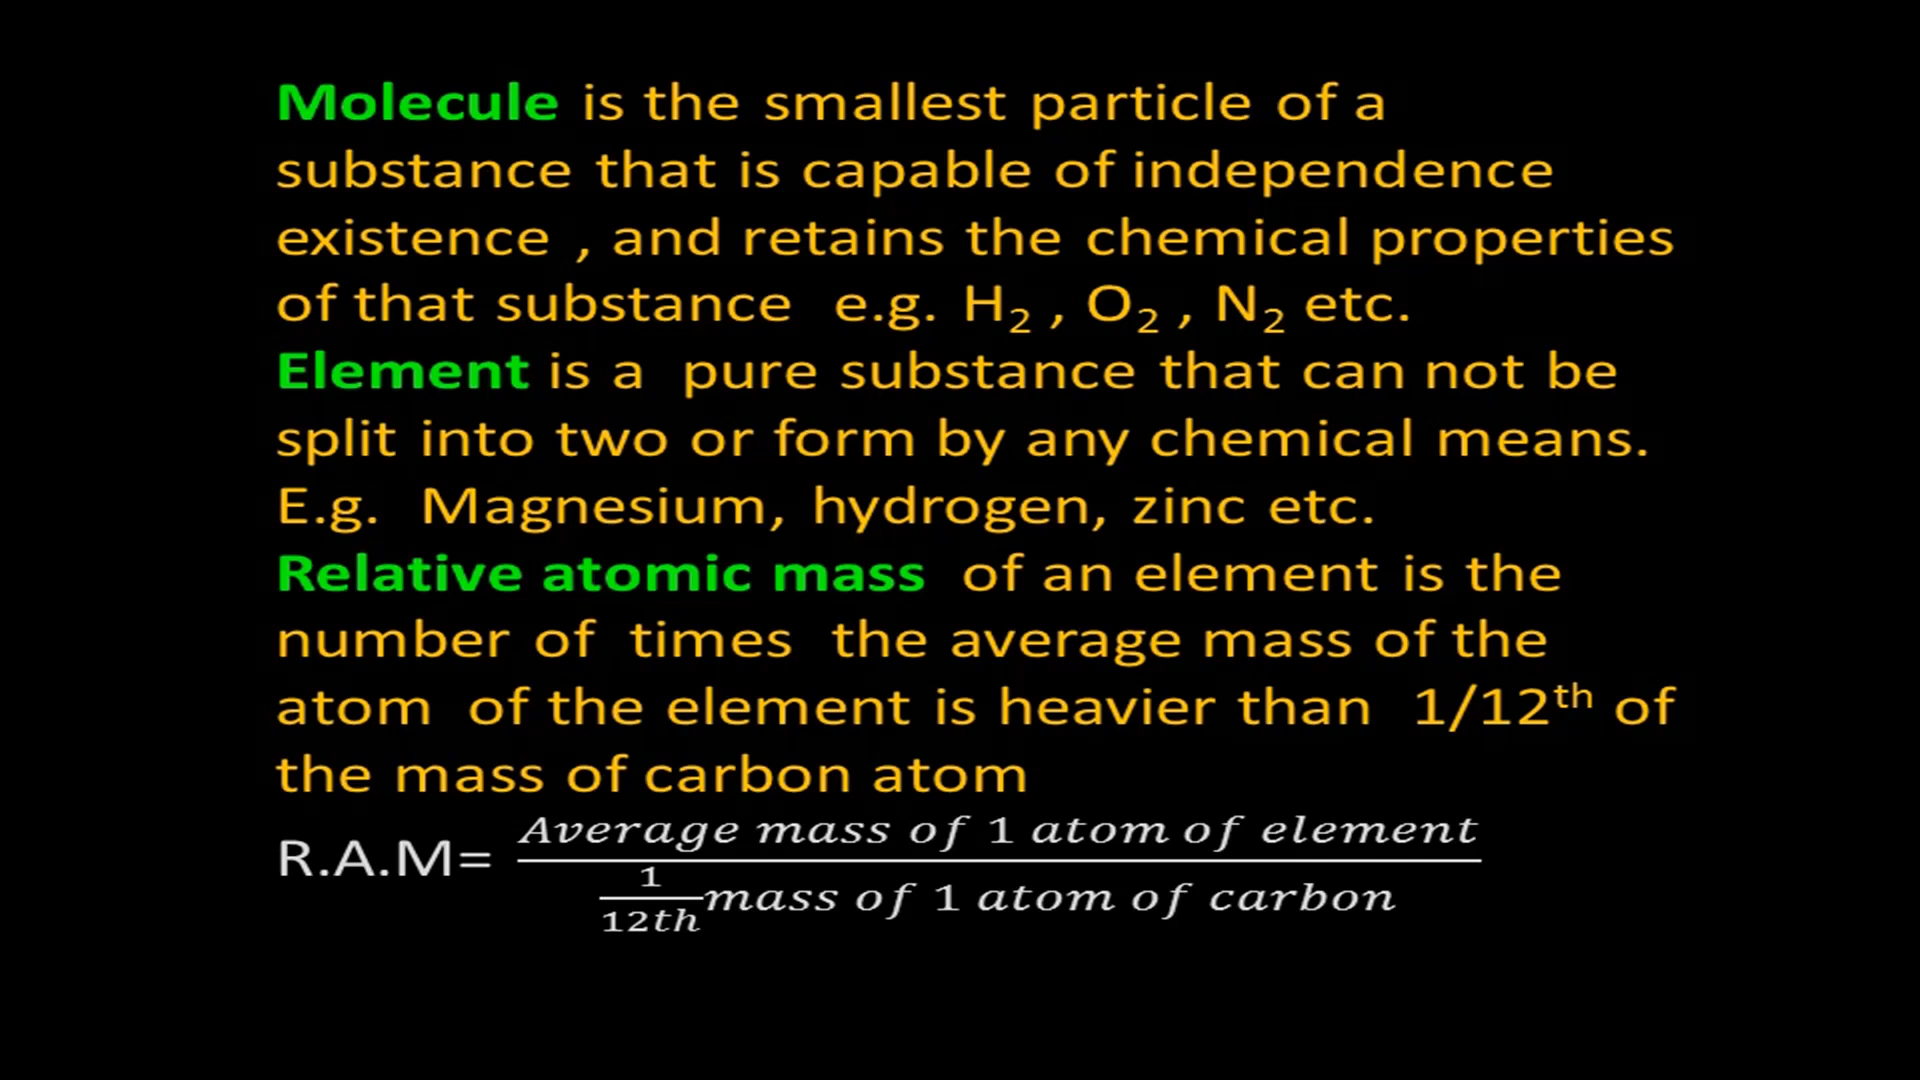 Molecule is the smallest particle of a
substance that is capable of independence
existence , and retains the chemical properties
of that substance e.g. H₂ , O₂ , N₂ etc.
Element is a pure substance that can not be
split into two or form by any chemical means.
E.g. Magnesium, hydrogen, zinc etc.
Relative atomic mass of an element is the
number of times the average mass of the
atom of the element is heavier than 1/12ᵗʰ of
the mass of carbon atom
R.A.M= Average mass of 1 atom of element
1
12th mass of 1 atom of carbon